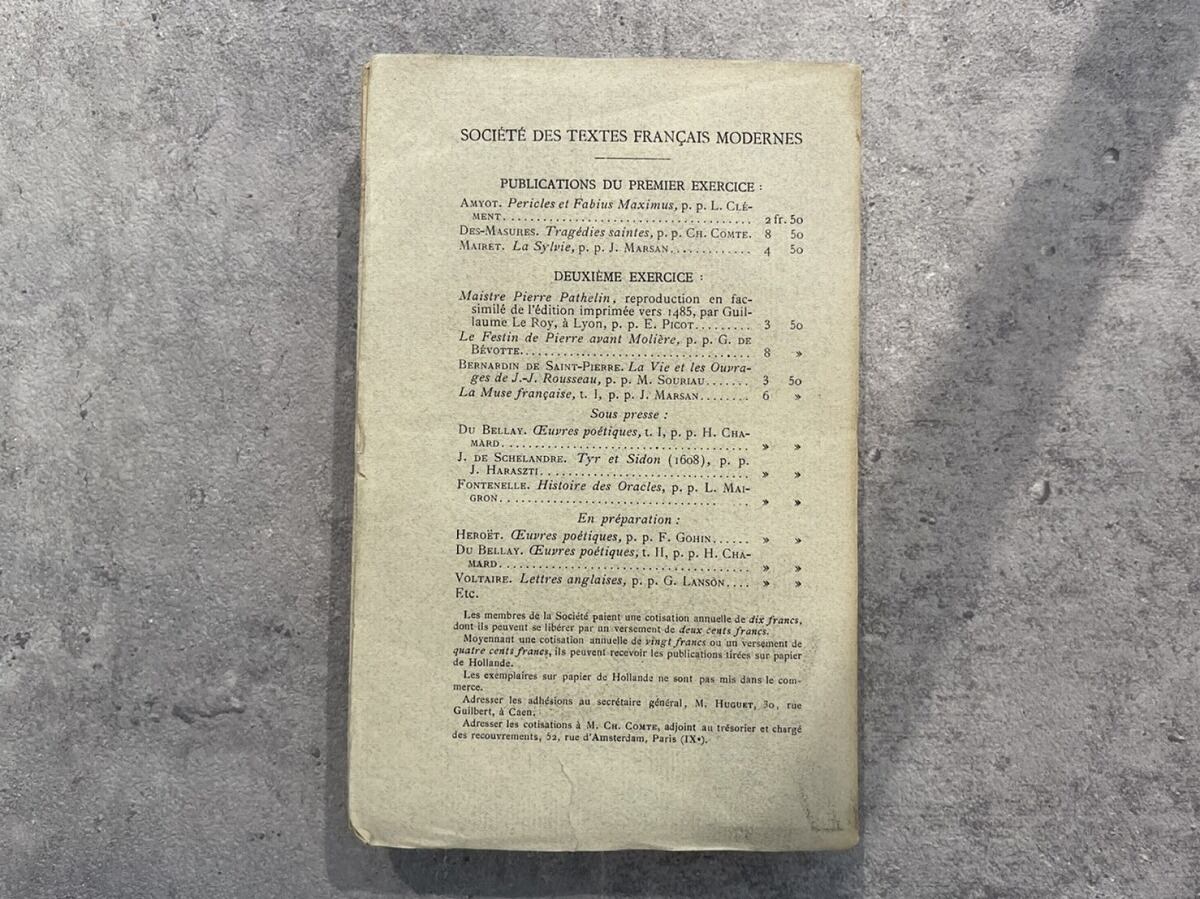 SOCIÉTÉ DES TEXTES FRANÇAIS MODERNES
PUBLICATIONS DU PREMIER EXERCICE :
AMYOT. Pericles et Fabius Maximus, p. p. L. CLÉ-
MENT........................................ 2 fr. 50
DES-MASURES. Tragédies saintes, p. p. CH. COMTE. 8 50
MAIRET. La Sylvie, p. p. J. MARSAN............ 4 50
DEUXIÈME EXERCICE :
Maistre Pierre Pathelin, reproduction en fac-
similé de l'édition imprimée vers 1485, par Guil-
laume Le Roy, à Lyon, p. p. E. PICOT......... 3 50
Le Festin de Pierre avant Molière, p. p. G. DE
BÉVOTTE..................................... 8 »
BERNARDIN DE SAINT-PIERRE. La Vie et les Ouvra-
ges de J.-J. Rousseau, p. p. M. SOURIAU....... 3 50
La Muse française, t. I, p. p. J. MARSAN........ 6 »
Sous presse :
DU BELLAY. Œuvres poétiques, t. I, p. p. H. CHA-
MARD........................................ » »
J. DE SCHELANDRE. Tyr et Sidon (1608), p. p.
J. HARASZTI.................................. » »
FONTENELLE. Histoire des Oracles, p. p. L. MAI-
GRON........................................ » »
En préparation :
HEROËT. Œuvres poétiques, p. p. F. GOHIN...... » »
DU BELLAY. Œuvres poétiques, t. II, p. p. H. CHA-
MARD........................................ » »
VOLTAIRE. Lettres anglaises, p. p. G. LANSON.... » »
Etc.
Les membres de la Société paient une cotisation annuelle de dix francs,
dont ils peuvent se libérer par un versement de deux cents francs.
Moyennant une cotisation annuelle de vingt francs ou un versement de
quatre cents francs, ils peuvent recevoir les publications tirées sur papier
de Hollande.
Les exemplaires sur papier de Hollande ne sont pas mis dans le com-
merce.
Adresser les adhésions au secrétaire général, M. HUGUET, 30, rue
Guilbert, à Caen.
Adresser les cotisations à M. CH. COMTE, adjoint au trésorier et chargé
des recouvrements, 52, rue d'Amsterdam, Paris (IXe).